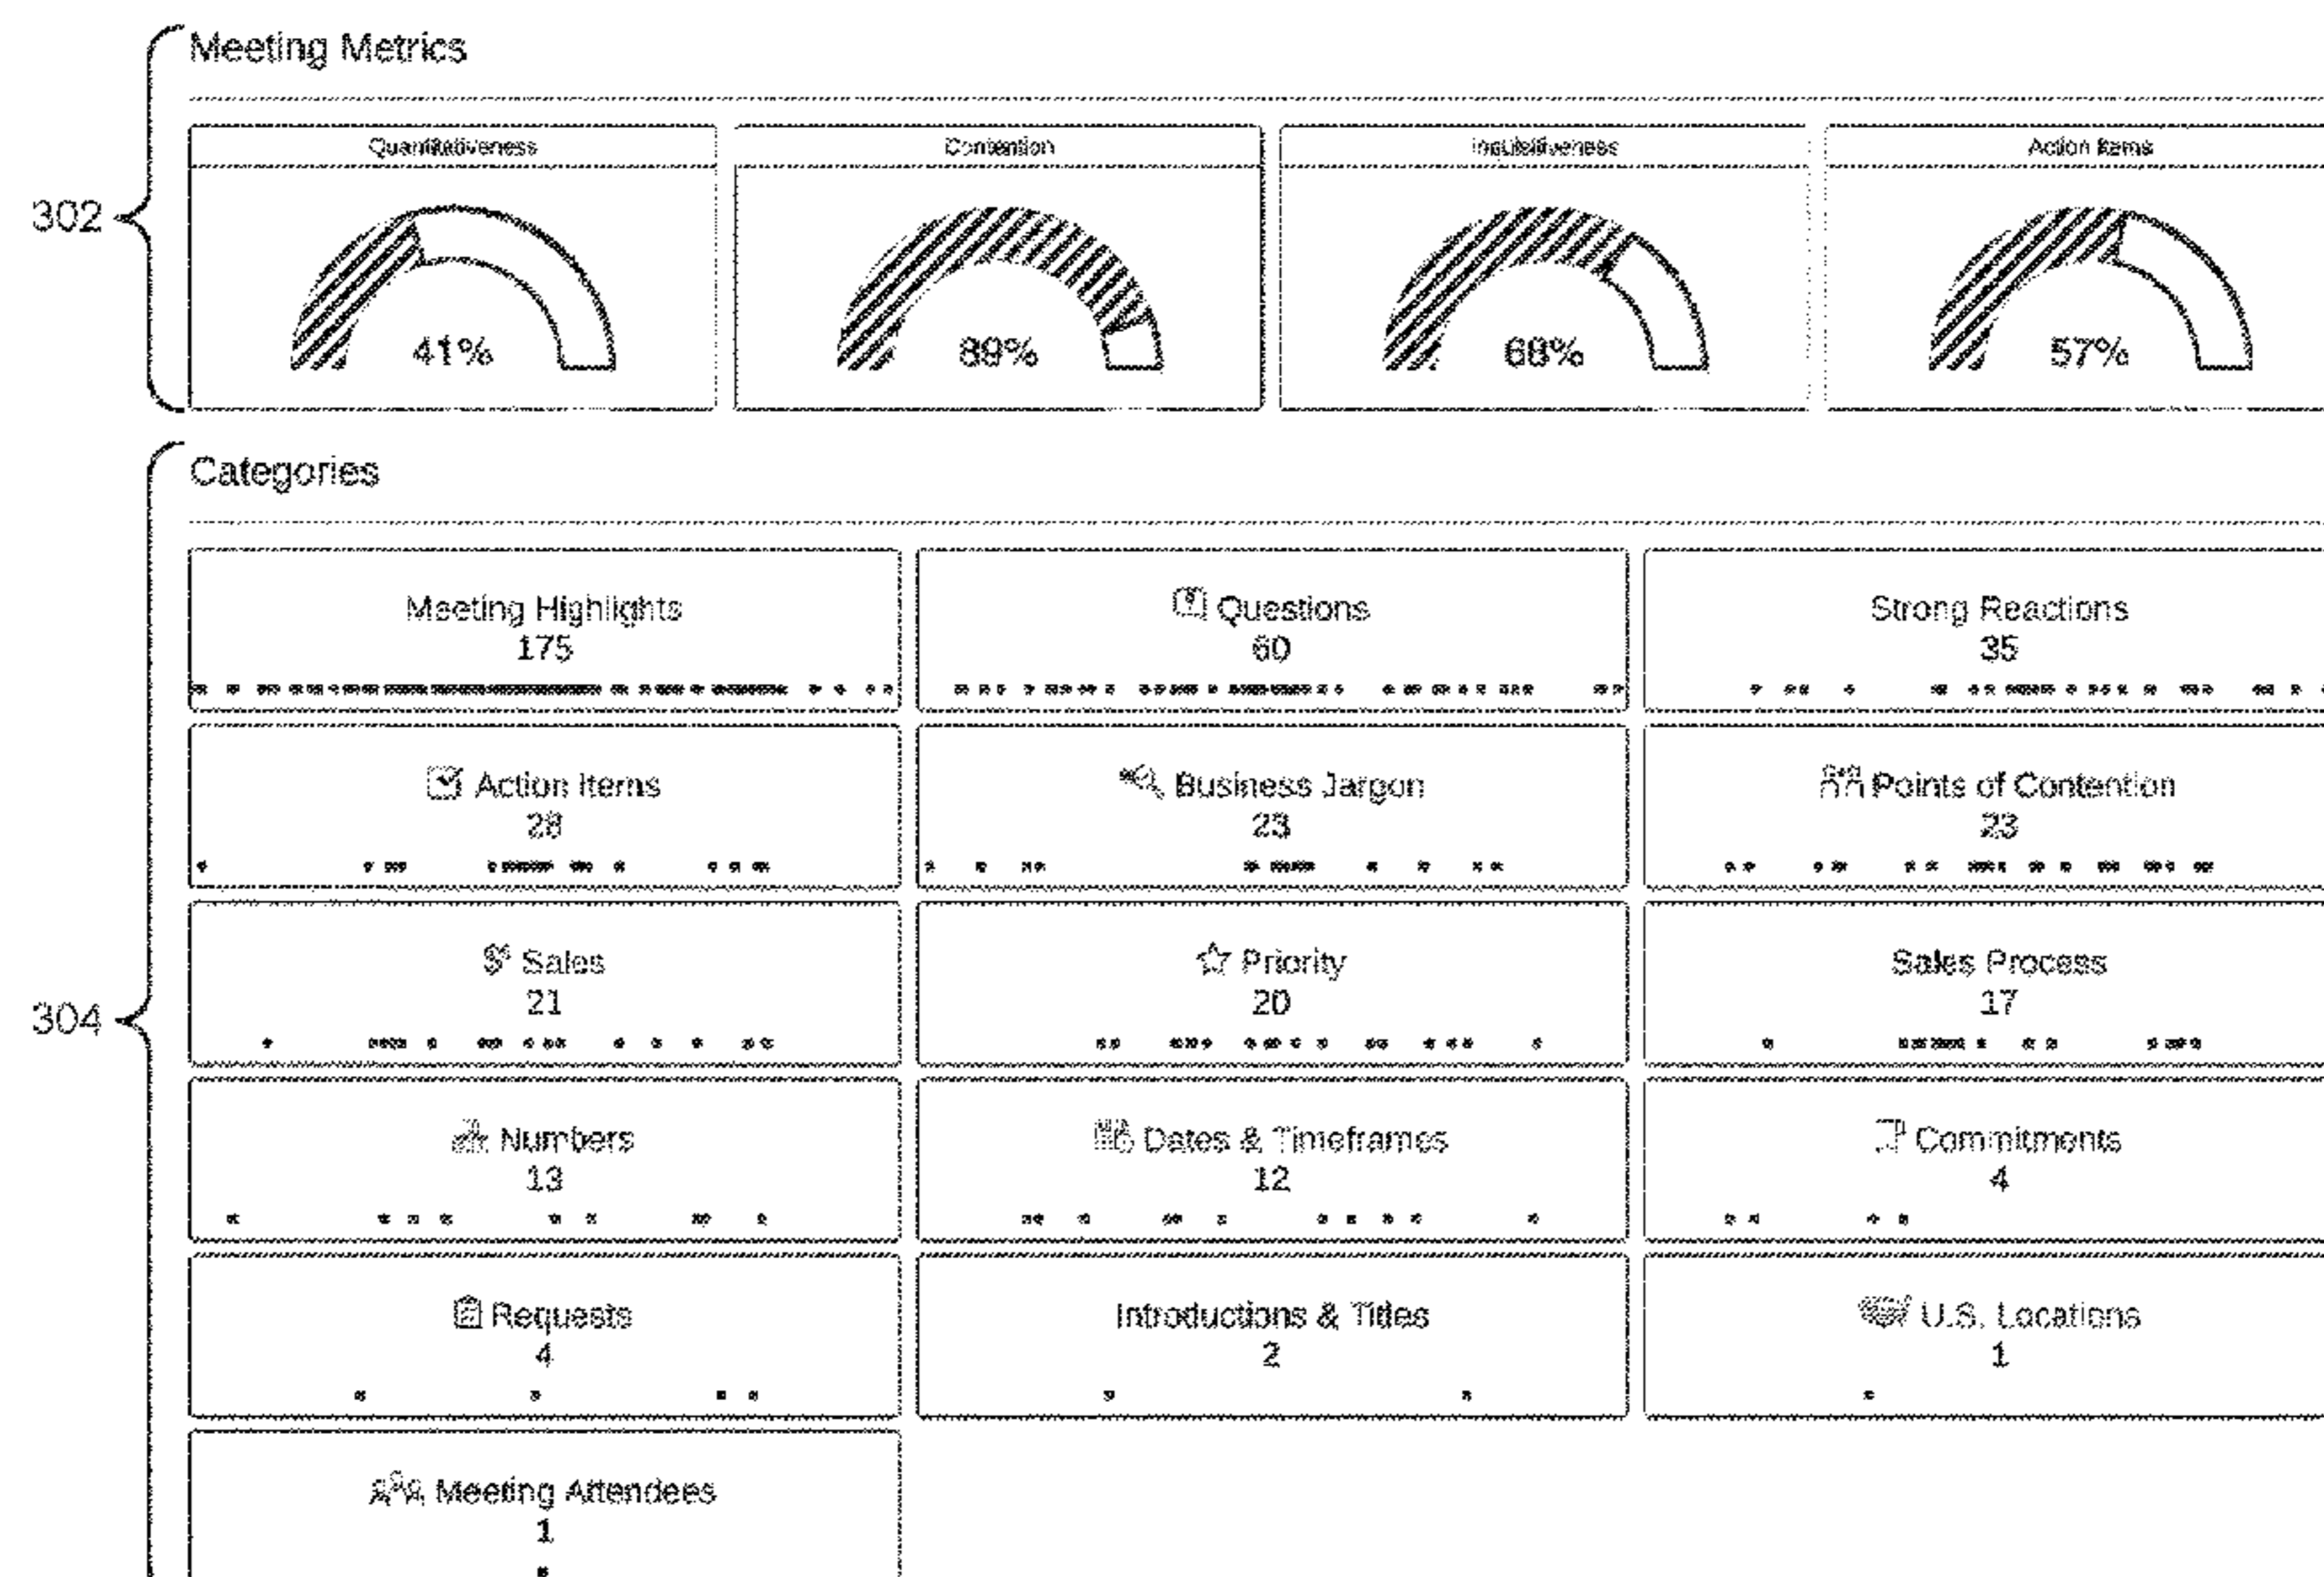 Meeting Metrics
Quantitativeness
Contention
Inquisitiveness
Action Items
302
41%
89%
68%
57%
Categories
Meeting Highlights
175
Questions
60
Strong Reactions
35
Action Items
28
Business Jargon
23
Points of Contention
23
304
Sales
21
Priority
20
Sales Process
17
Numbers
13
Dates & Timeframes
12
Commitments
4
Requests
4
Introductions & Titles
2
U.S. Locations
1
Meeting Attendees
1